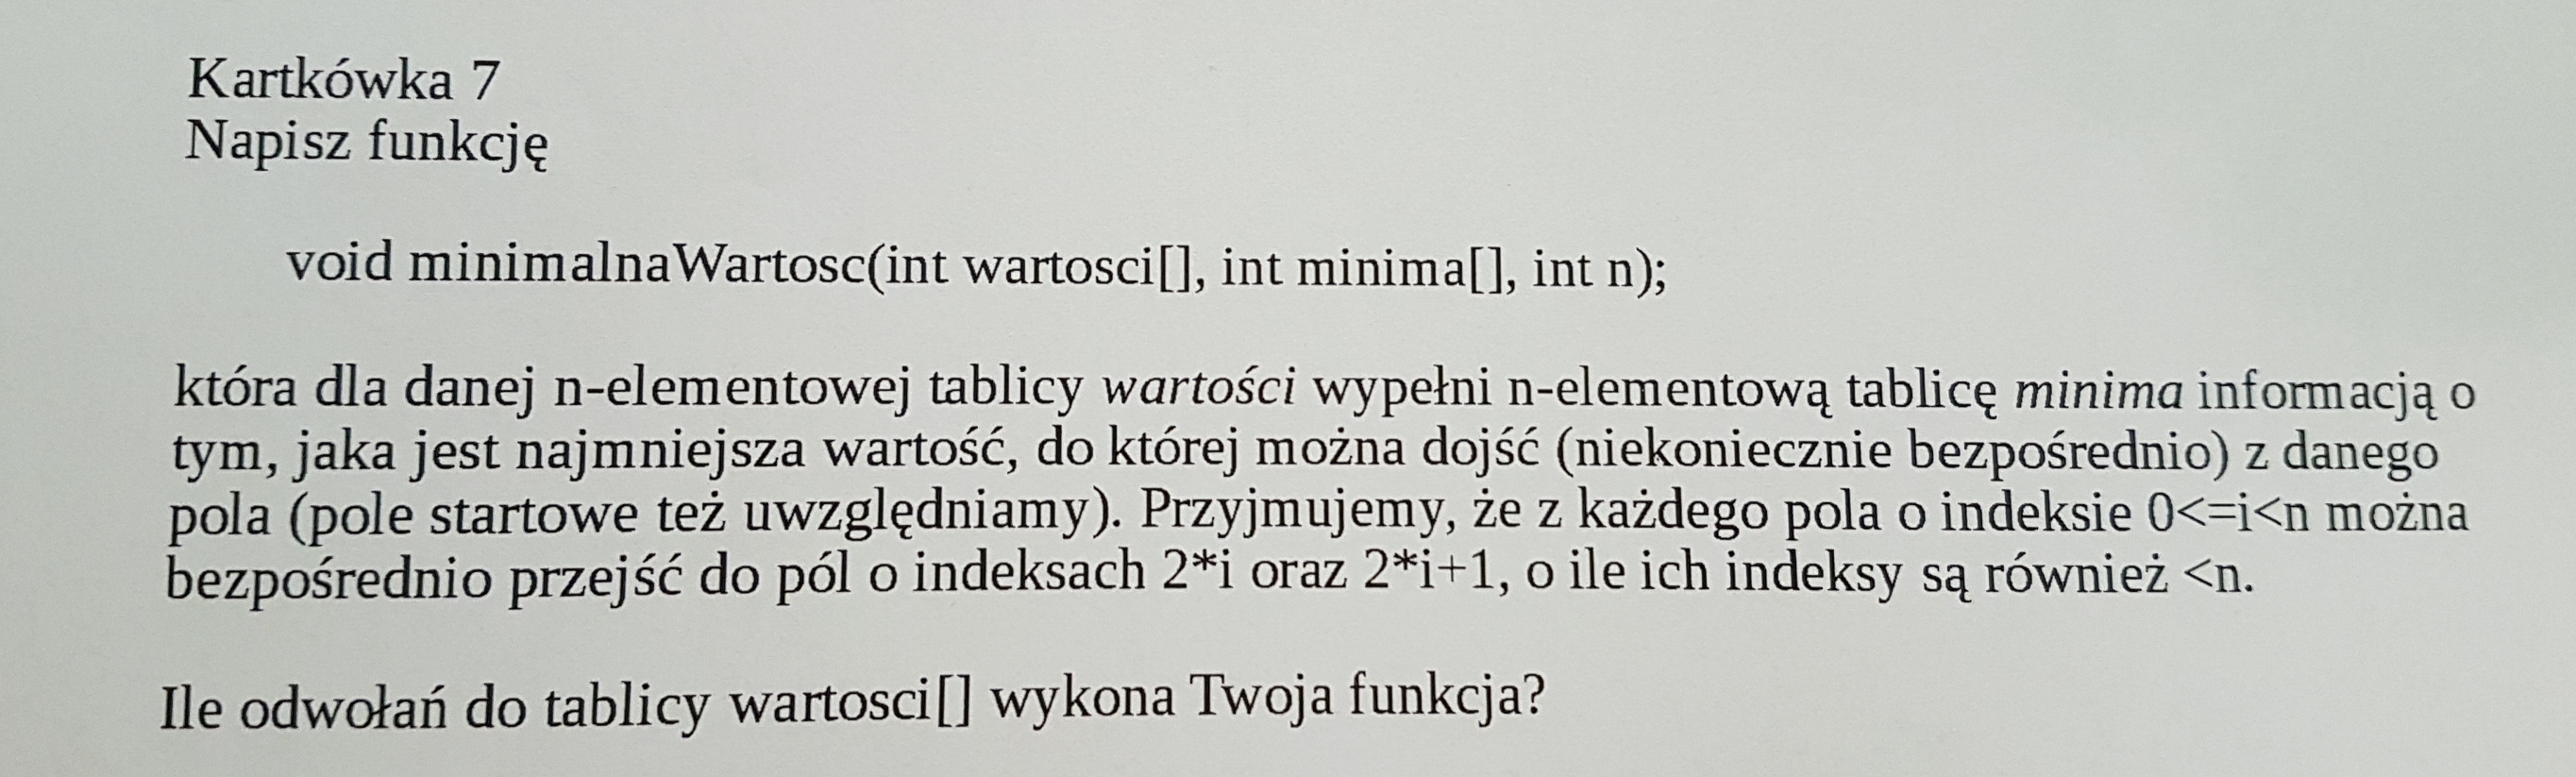 Kartkówka 7
Napisz funkcję
void minimalnaWartosc(int wartosci[], int minima[], int n);
która dla danej n-elementowej tablicy wartości wypełni n-elementową tablicę minima informacją o
tym, jaka jest najmniejsza wartość, do której można dojść (niekoniecznie bezpośrednio) z danego
pola (pole startowe też uwzględniamy). Przyjmujemy, że z każdego pola o indeksie 0<=i<n można
bezpośrednio przejść do pól o indeksach 2*i oraz 2*i+1, o ile ich indeksy są również <n.
Ile odwołań do tablicy wartosci[] wykona Twoja funkcja?